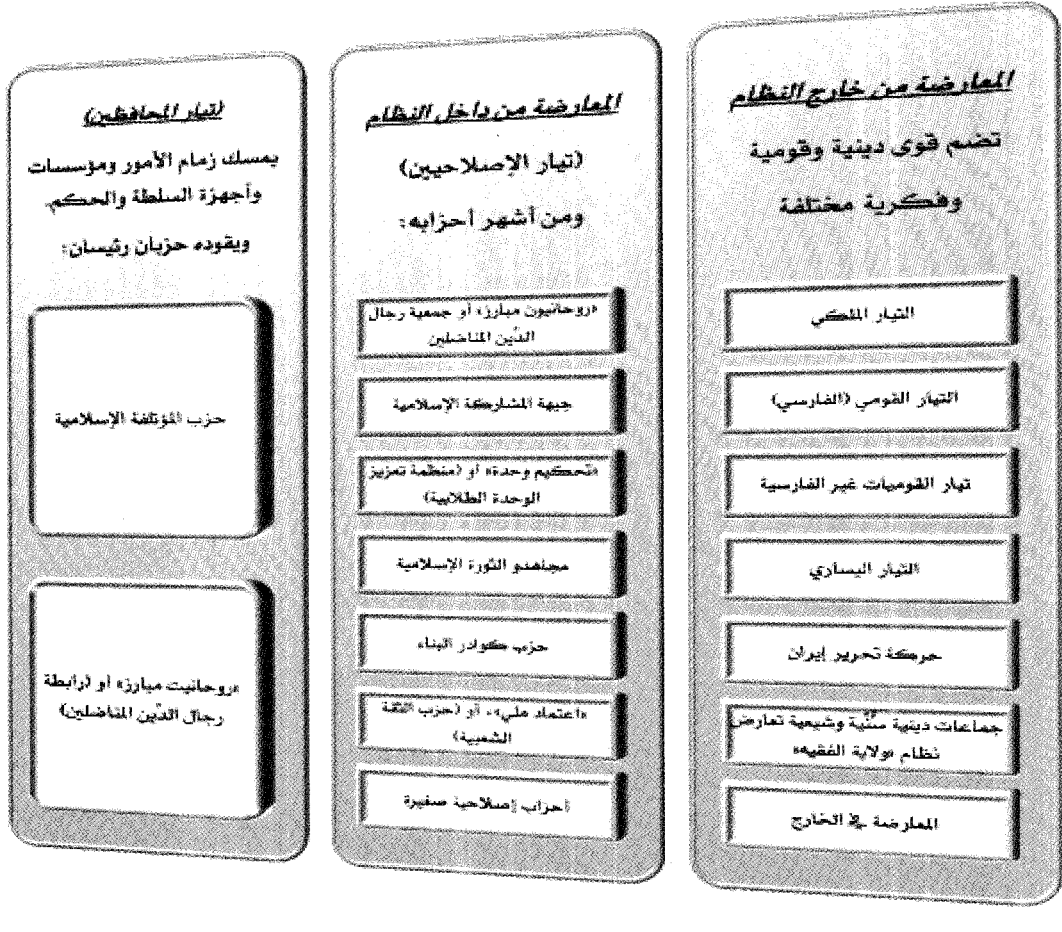 المعارضة من خارج النظام
تضم قوى دينية وقومية
وفكرية مختلفة
التيار الملكي
التيار القومي (الفارسي)
تيار القوميات غير الفارسية
التيار اليساري
حركة تحرير إيران
جماعات دينية سُنّية وشيعية تعارض
نظام «ولاية الفقيه»
المعارضة في الخارج
المعارضة من داخل النظام
(تيار الإصلاحيين)
ومن أشهر أحزابه:
«روحانيون مبارز» أو جمعية رجال
الدّين المناضلين
جبهة المشاركة الإسلامية
«تحكيم وحدة» أو (منظمة تعزيز
الوحدة الطلابية)
مجاهدو الثورة الإسلامية
حزب كوادر البناء
«اعتماد ملي»، أو (حزب الثقة
الشعبية)
أحزاب إصلاحية صغيرة
(تيار المحافظين)
يمسك زمام الأمور ومؤسسات
وأجهزة السلطة والحكم.
ويقوده حزبان رئيسان:
حزب المؤتلفة الإسلامية
«روحانيت مبارز» أو (رابطة
رجال الدّين المناضلين)